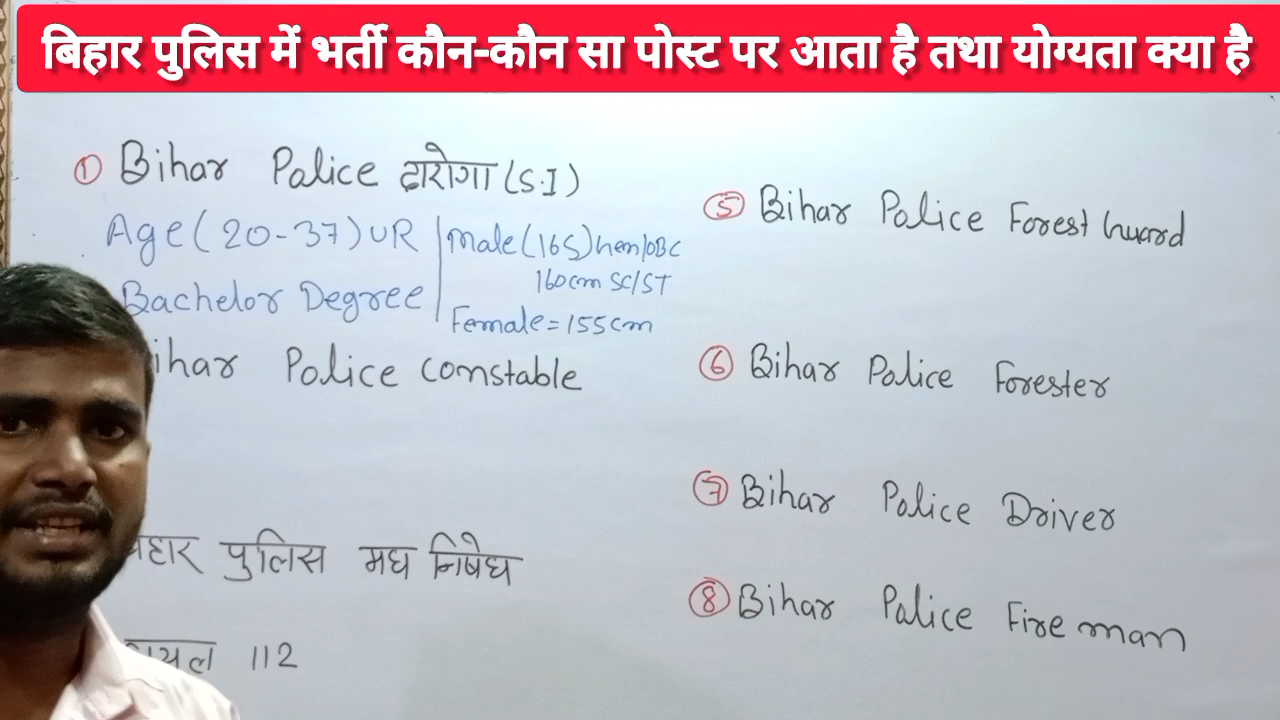 बिहार पुलिस में भर्ती कौन-कौन सा पोस्ट पर आता है तथा योग्यता क्या है
① Bihar Palice दारोगा (S.I)
Age (20-37) UR
Bachelor Degree
Male (165) Gen/OBC
160cm SC/ST
Female = 155cm
ihar Police constable
बिहार पुलिस मद्य निषेध
डायल 112
⑤ Bihar Police Forest Guard
⑥ Bihar Police Forester
⑦ Bihar Police Driver
⑧ Bihar Police Fire man